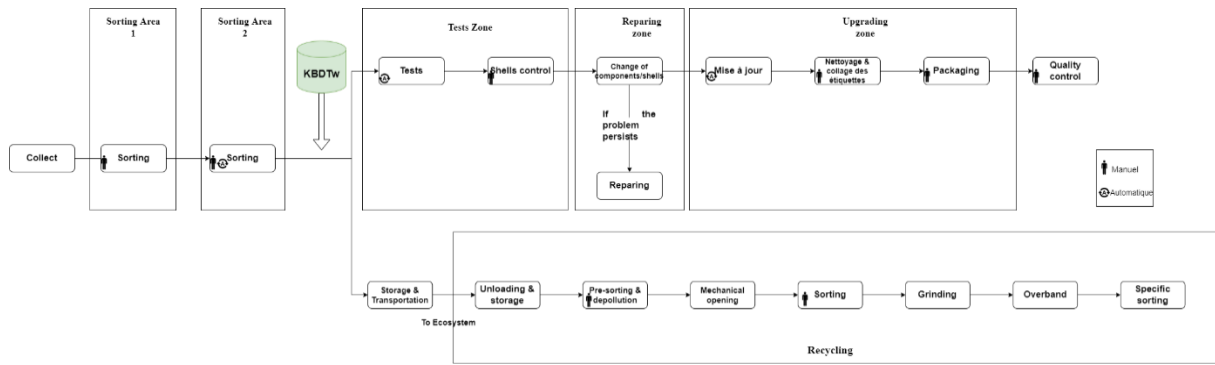 Sorting Area
1
Sorting Area
2
Tests Zone
Reparing
zone
Upgrading
zone
KBDTw
Tests
Shells control
Change of
components/shells
Mise à jour
Nettoyage &
collage des
étiquettes
Packaging
Quality
control
If the
problem
persists
Collect
Sorting
Sorting
A
Reparing
Manuel
Automatique
Storage &
Transportation
Unloading &
storage
Pre-sorting &
depollution
Mechanical
opening
Sorting
Grinding
Overband
Specific
sorting
To Ecosystem
Recycling